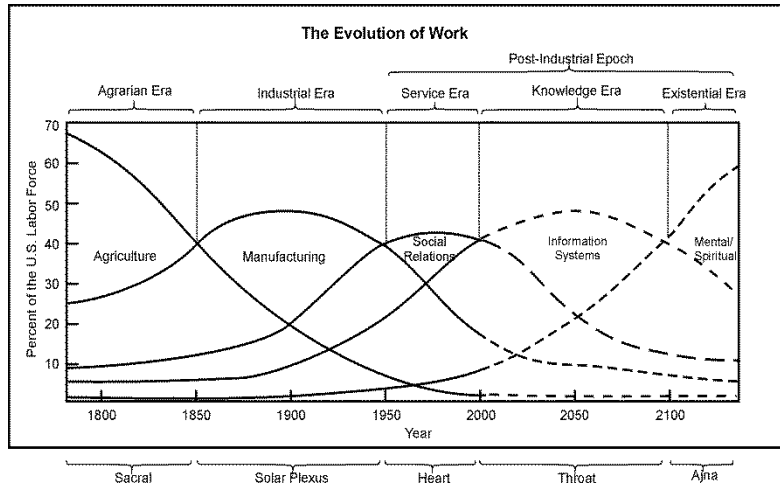 The Evolution of Work
Post-Industrial Epoch
Agrarian Era Industrial Era Service Era Knowledge Era Existential Era
Percent of the U.S. Labor Force
70
60
50
40
30
20
10
Agriculture
Manufacturing
Social
Relations
Information
Systems
Mental/
Spiritual
1800 1850 1900 1950 2000 2050 2100
Year
Sacral Solar Plexus Heart Throat Ajna